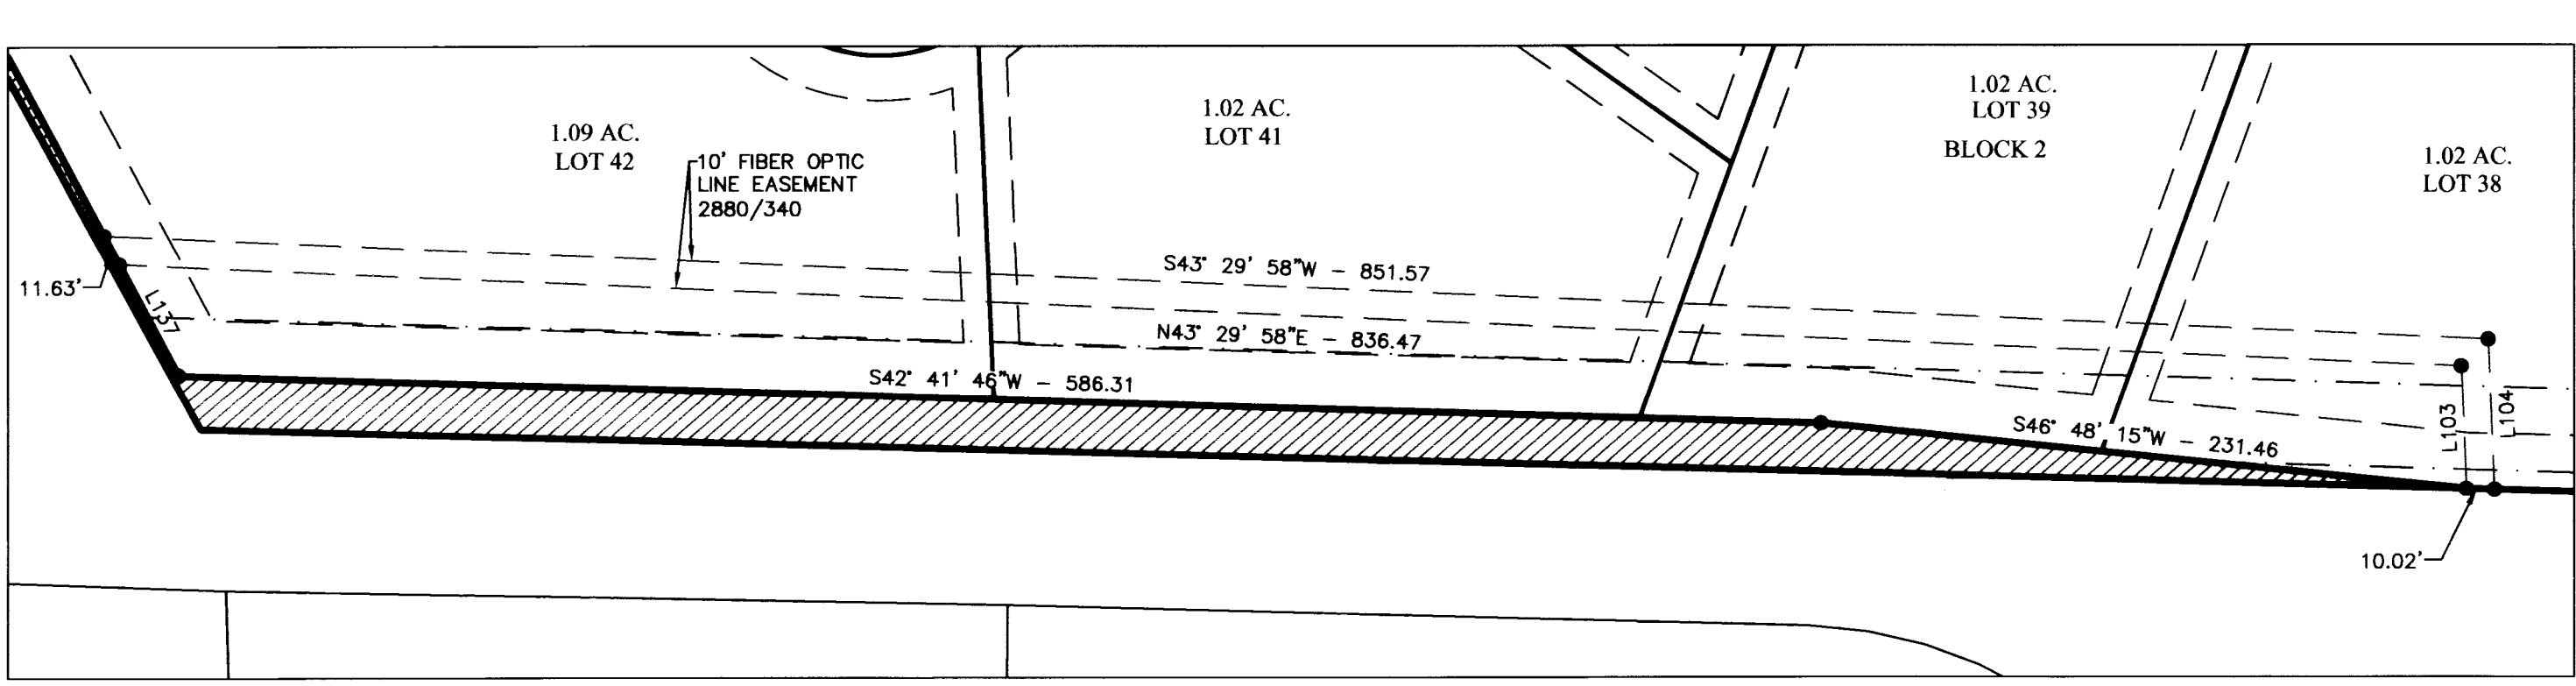 1.09 AC.
LOT 42
10' FIBER OPTIC
LINE EASEMENT
2880/340
1.02 AC.
LOT 41
1.02 AC.
LOT 39
BLOCK 2
1.02 AC.
LOT 38
11.63'
L137
S43° 29' 58"W - 851.57
N43° 29' 58"E - 836.47
S42° 41' 46"W - 586.31
S46° 48' 15"W - 231.46
L103
L104
10.02'